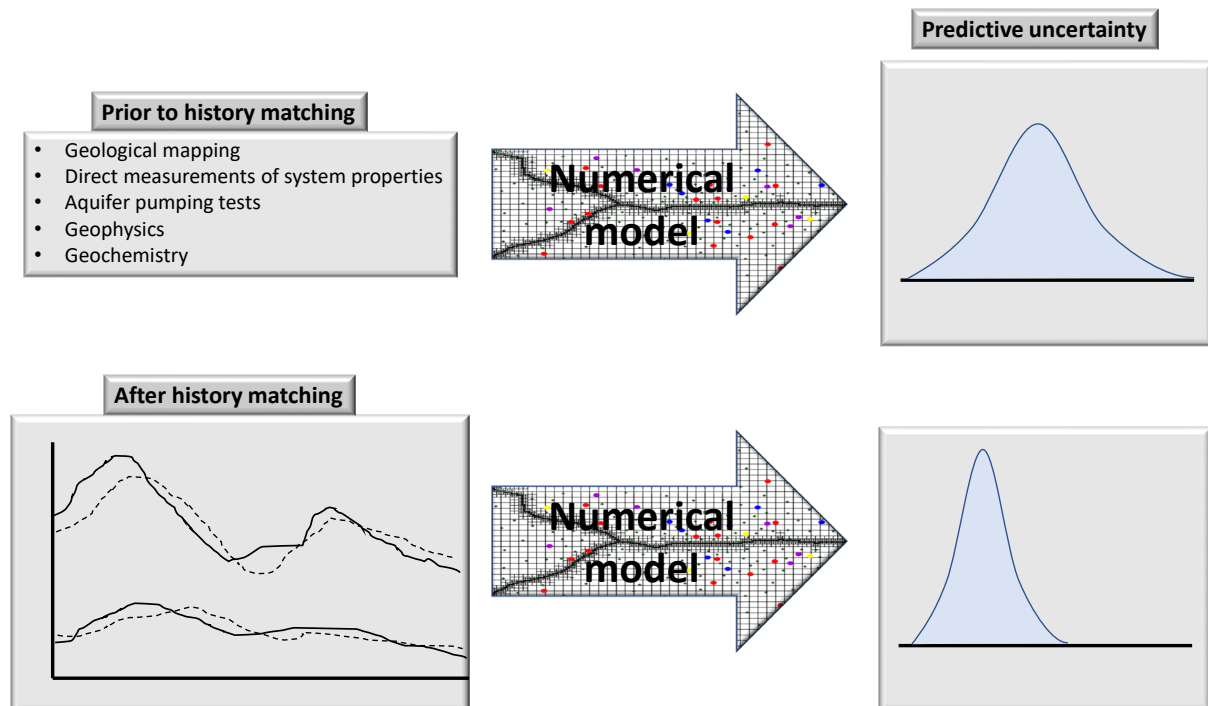 Predictive uncertainty
Prior to history matching
• Geological mapping
• Direct measurements of system properties
• Aquifer pumping tests
• Geophysics
• Geochemistry
Numerical
model
After history matching
Numerical
model